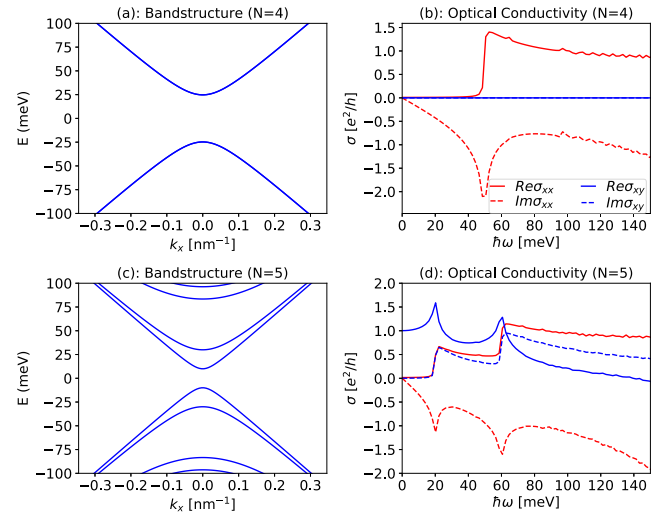 (a): Bandstructure (N=4)
100
75
50
25
0
−25
−50
−75
−100
E (meV)
−0.3 −0.2 −0.1 0.0 0.1 0.2 0.3
k_x [nm⁻¹]
(b): Optical Conductivity (N=4)
1.5
1.0
0.5
0.0
−0.5
−1.0
−1.5
−2.0
σ [e²/h]
Reσ_xx
Imσ_xx
Reσ_xy
Imσ_xy
0 20 40 60 80 100 120 140
ħω [meV]
(c): Bandstructure (N=5)
100
75
50
25
0
−25
−50
−75
−100
E (meV)
−0.3 −0.2 −0.1 0.0 0.1 0.2 0.3
k_x [nm⁻¹]
(d): Optical Conductivity (N=5)
2.0
1.5
1.0
0.5
0.0
−0.5
−1.0
−1.5
−2.0
σ [e²/h]
0 20 40 60 80 100 120 140
ħω [meV]